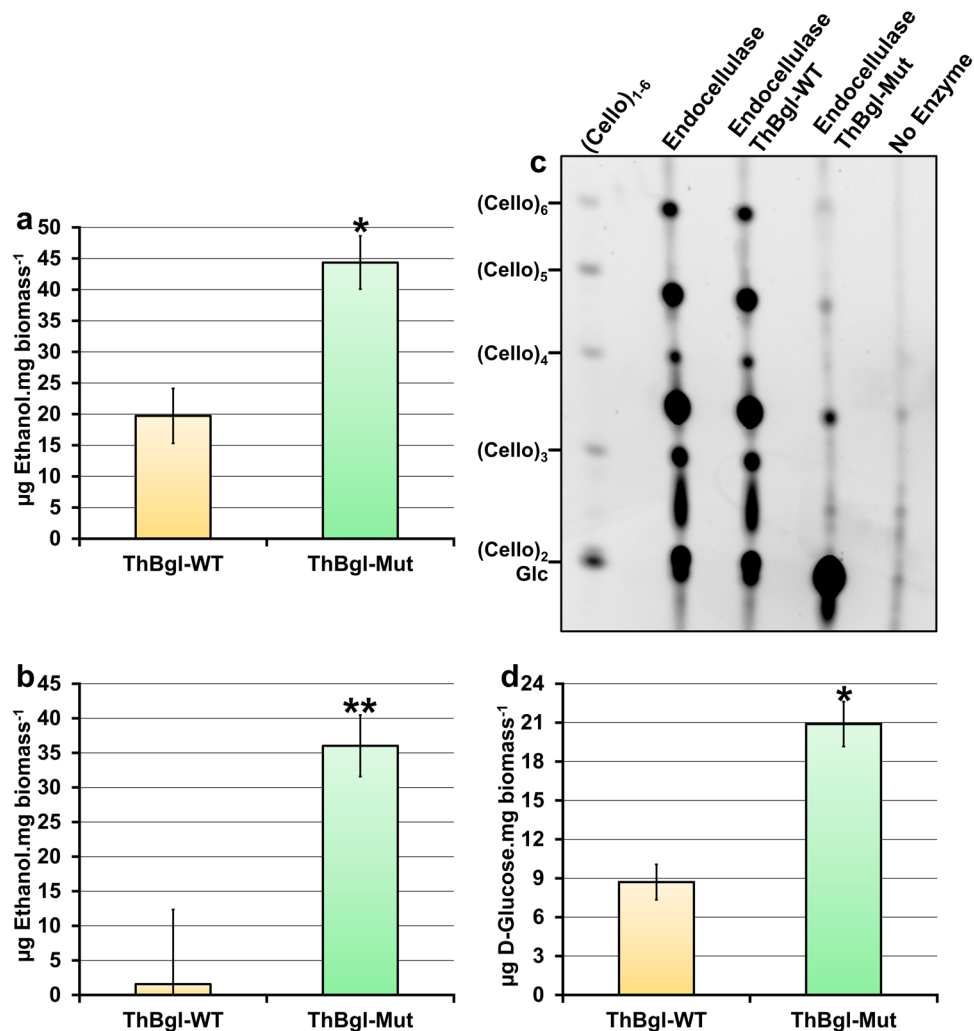 a
µg Ethanol.mg biomass-1
50
45
40
35
30
25
20
15
10
5
0
*
ThBgl-WT
ThBgl-Mut
c
(Cello)1-6
Endocellulase
Endocellulase
ThBgl-WT
Endocellulase
ThBgl-Mut
No Enzyme
(Cello)6
(Cello)5
(Cello)4
(Cello)3
(Cello)2
Glc
b
µg Ethanol.mg biomass-1
45
40
35
30
25
20
15
10
5
0
**
ThBgl-WT
ThBgl-Mut
d
µg D-Glucose.mg biomass-1
24
21
18
15
12
9
6
3
0
*
ThBgl-WT
ThBgl-Mut